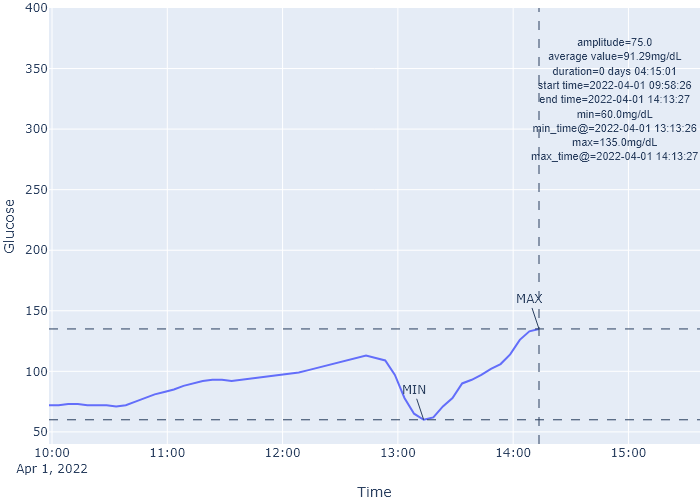 400
350
300
250
200
150
100
50
Glucose
amplitude=75.0
average value=91.29mg/dL
duration=0 days 04:15:01
start time=2022-04-01 09:58:26
end time=2022-04-01 14:13:27
min=60.0mg/dL
min_time@=2022-04-01 13:13:26
max=135.0mg/dL
max_time@=2022-04-01 14:13:27
MAX
MIN
10:00 11:00 12:00 13:00 14:00 15:00
Apr 1, 2022
Time